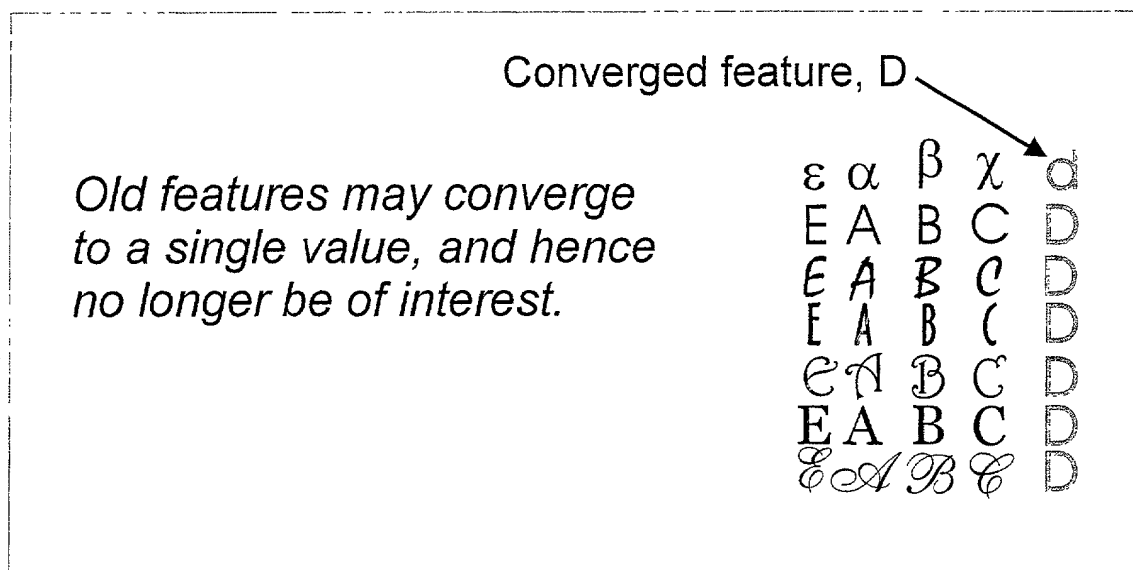 Converged feature, D
Old features may converge
to a single value, and hence
no longer be of interest.
ε α β χ d
E A B C D
E A B C D
E A B C D
E A B C D
E A B C D
E A B C D